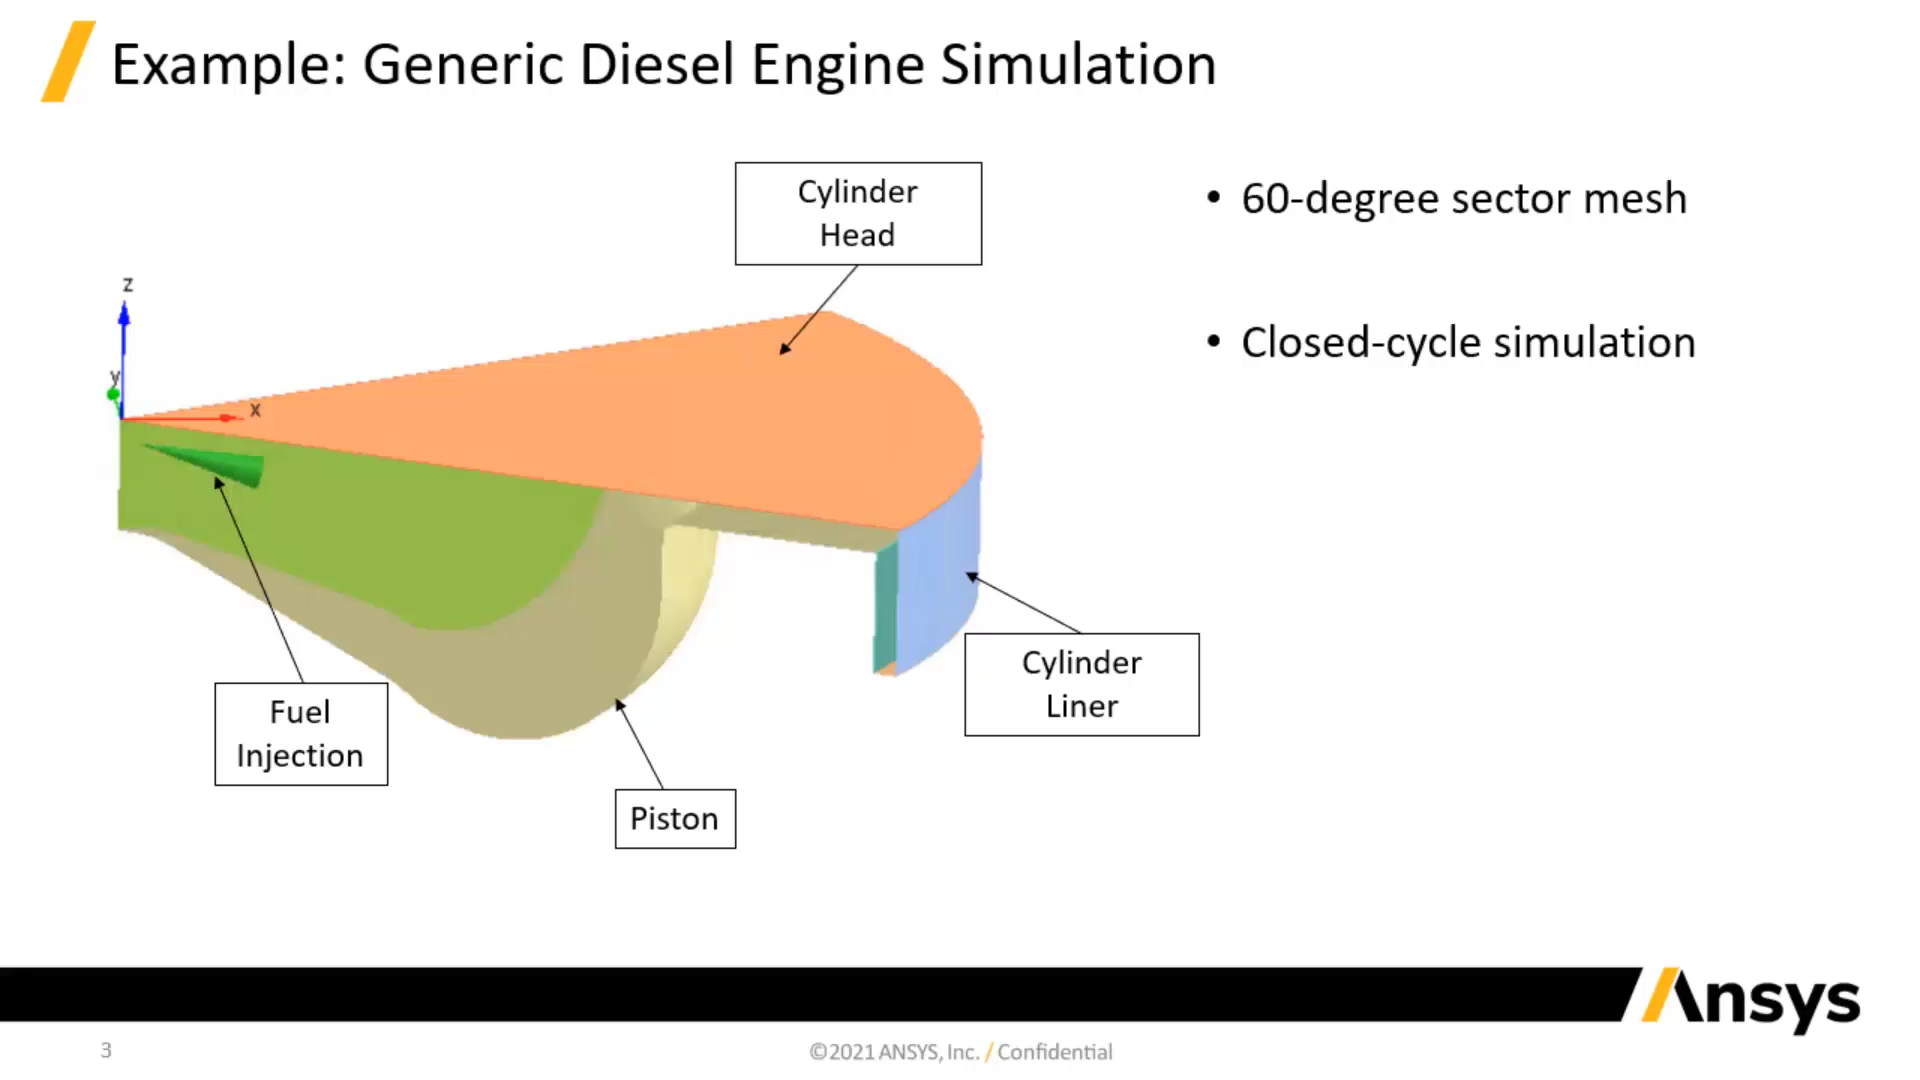 Example: Generic Diesel Engine Simulation
Cylinder
Head
• 60-degree sector mesh
• Closed-cycle simulation
z
y
x
Fuel
Injection
Piston
Cylinder
Liner
Ansys
3
©2021 ANSYS, Inc. / Confidential